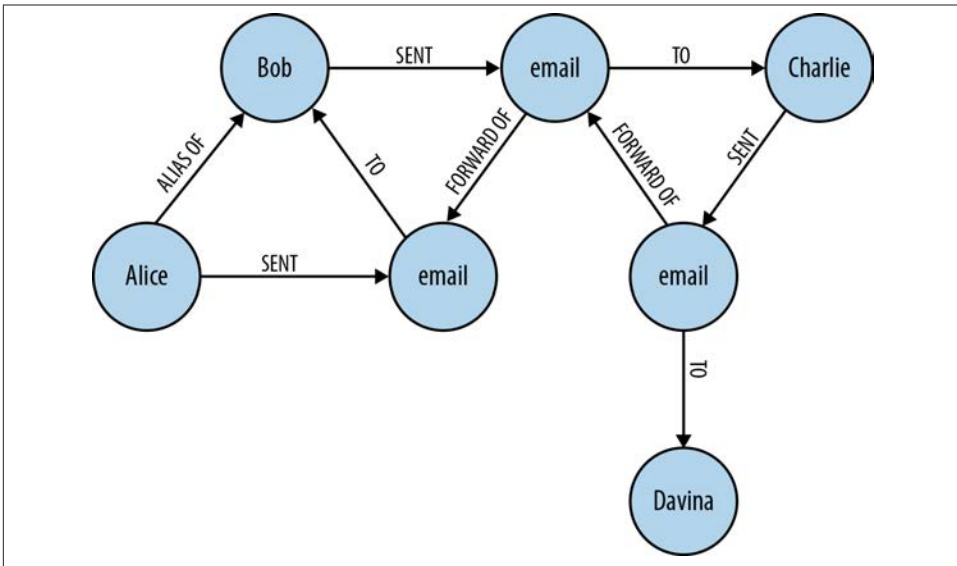 Bob
SENT
email
TO
Charlie
ALIAS OF
TO
FORWARD OF
FORWARD OF
SENT
Alice
SENT
email
email
TO
Davina